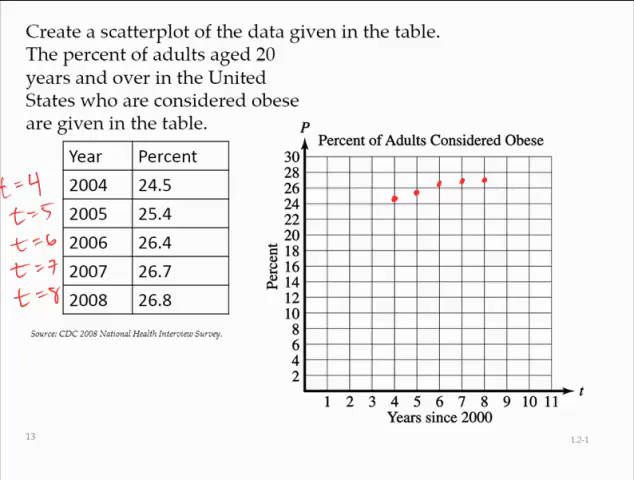 Create a scatterplot of the data given in the table.
The percent of adults aged 20
years and over in the United
States who are considered obese
are given in the table.
Year Percent
t=4 2004 24.5
t=5 2005 25.4
t=6 2006 26.4
t=7 2007 26.7
t=8 2008 26.8
Source: CDC 2008 National Health Interview Survey.
P
Percent of Adults Considered Obese
30
28
26
24
22
20
18
16
14
12
10
8
6
4
2
Percent
1 2 3 4 5 6 7 8 9 10 11
t
Years since 2000
13
1.2-1